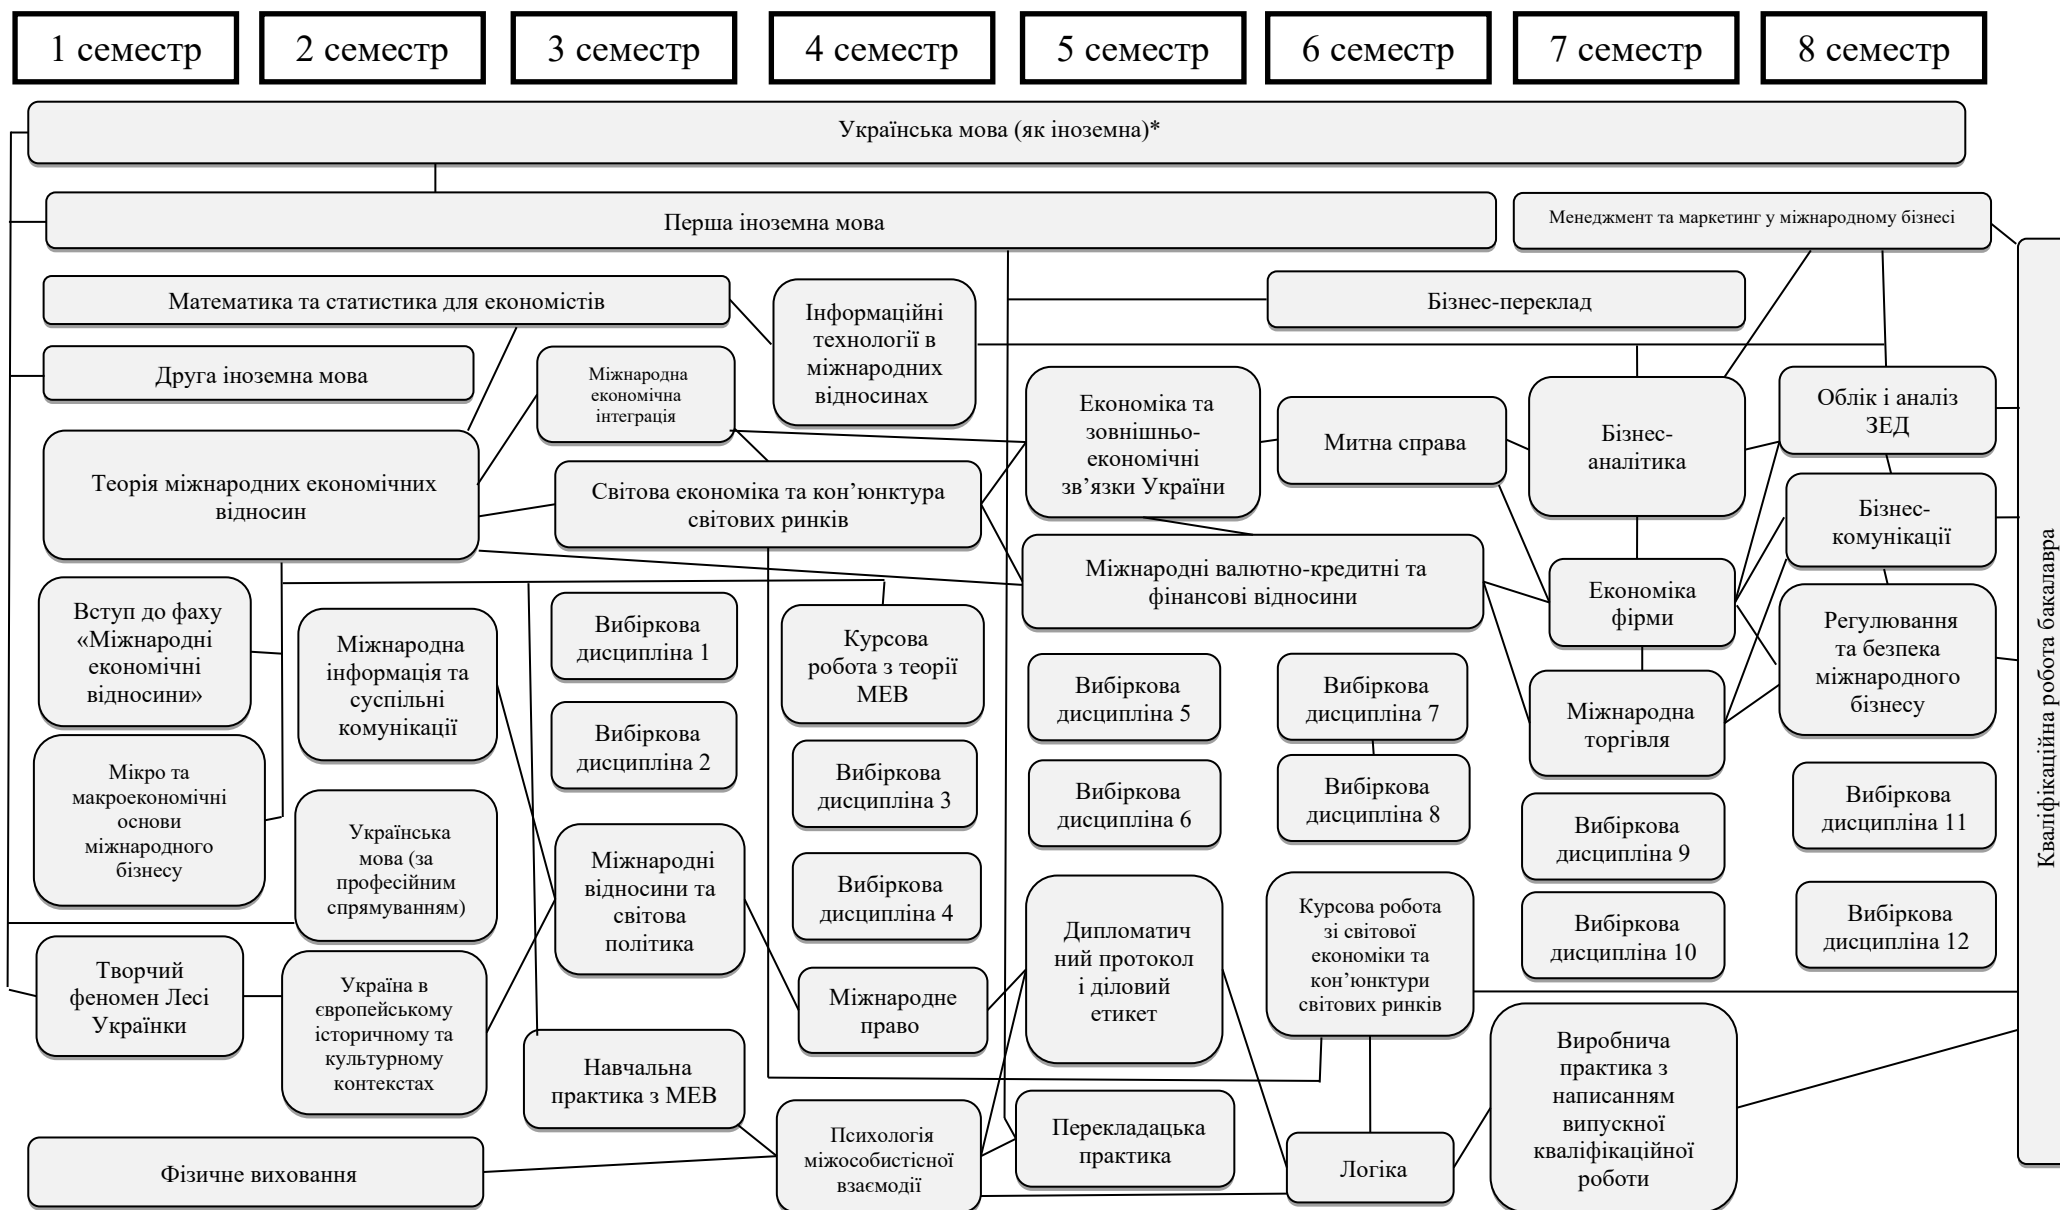 1 семестр
2 семестр
3 семестр
4 семестр
5 семестр
6 семестр
7 семестр
8 семестр
Українська мова (як іноземна)*
Перша іноземна мова
Менеджмент та маркетинг у міжнародному бізнесі
Математика та статистика для економістів
Інформаційні
технології в
міжнародних
відносинах
Бізнес-переклад
Друга іноземна мова
Міжнародна
економічна
інтеграція
Економіка та
зовнішньо-
економічні
зв’язки України
Митна справа
Бізнес-
аналітика
Облік і аналіз
ЗЕД
Теорія міжнародних економічних
відносин
Світова економіка та кон’юнктура
світових ринків
Бізнес-
комунікації
Міжнародні валютно-кредитні та
фінансові відносини
Економіка
фірми
Вступ до фаху
«Міжнародні
економічні
відносини»
Міжнародна
інформація та
суспільні
комунікації
Вибіркова
дисципліна 1
Курсова
робота з теорії
МЕВ
Вибіркова
дисципліна 5
Вибіркова
дисципліна 7
Міжнародна
торгівля
Регулювання
та безпека
міжнародного
бізнесу
Вибіркова
дисципліна 2
Мікро та
макроекономічні
основи
міжнародного
бізнесу
Вибіркова
дисципліна 3
Вибіркова
дисципліна 6
Вибіркова
дисципліна 8
Вибіркова
дисципліна 9
Вибіркова
дисципліна 11
Українська
мова (за
професійним
спрямуванням)
Міжнародні
відносини та
світова
політика
Вибіркова
дисципліна 4
Дипломатич
ний протокол
і діловий
етикет
Курсова робота
зі світової
економіки та
кон’юнктури
світових ринків
Вибіркова
дисципліна 10
Вибіркова
дисципліна 12
Творчий
феномен Лесі
Українки
Україна в
європейському
історичному та
культурному
контекстах
Міжнародне
право
Навчальна
практика з МЕВ
Виробнича
практика з
написанням
випускної
кваліфікаційної
роботи
Фізичне виховання
Психологія
міжособистісної
взаємодії
Перекладацька
практика
Логіка
Кваліфікаційна робота бакалавра